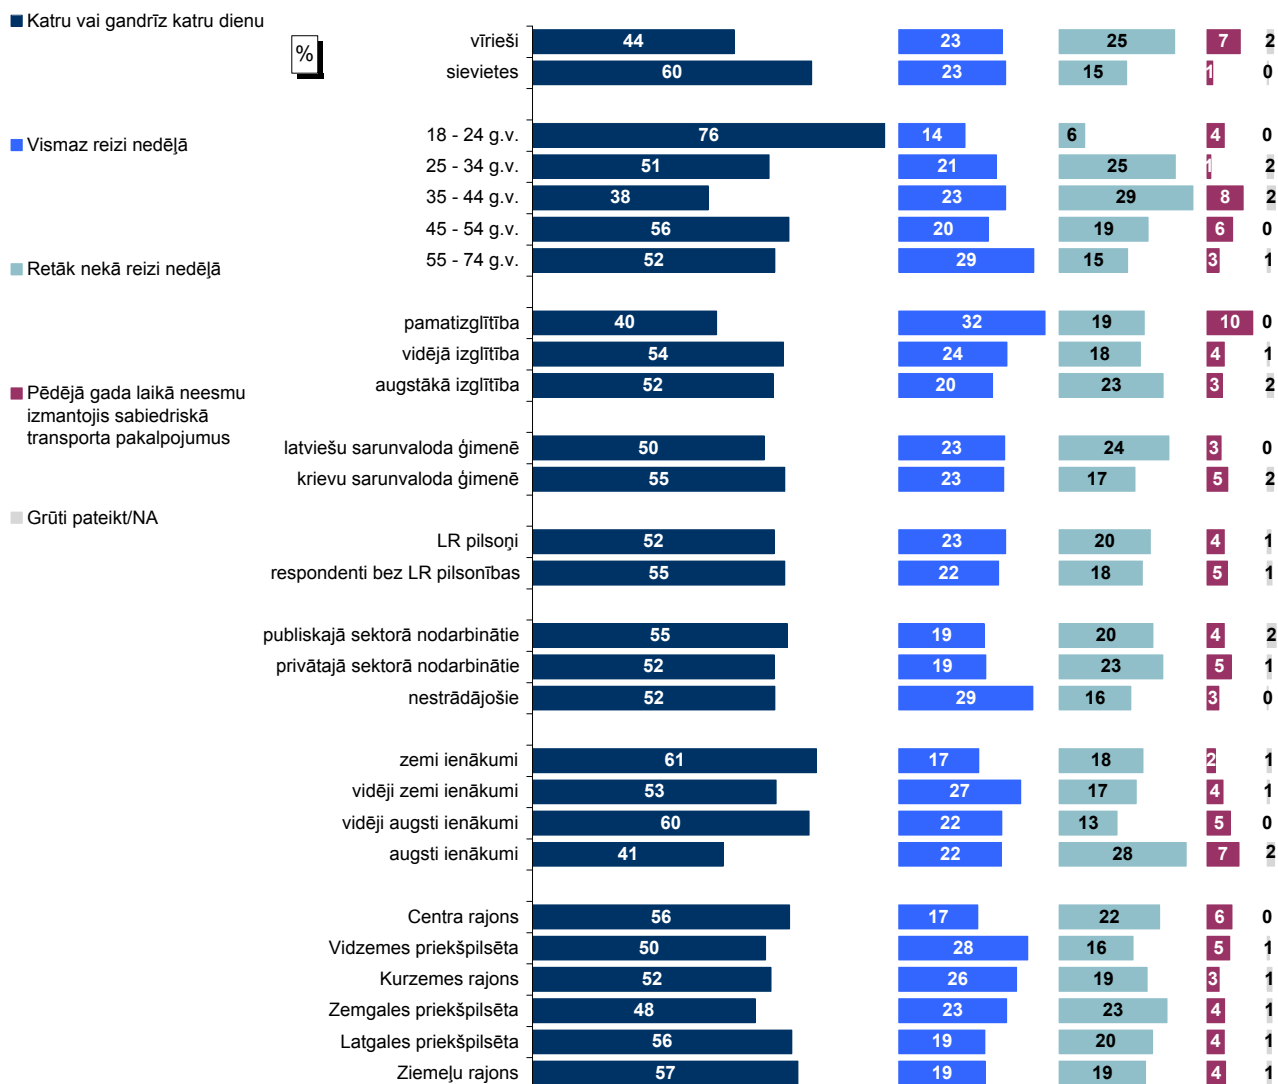 Katru vai gandrīz katru dienu
%
Vismaz reizi nedēļā
Retāk nekā reizi nedēļā
Pēdējā gada laikā neesmu
izmantojis sabiedriskā
transporta pakalpojumus
Grūti pateikt/NA
vīrieši 44 23 25 7 2
sievietes 60 23 15 1 0
18 - 24 g.v. 76 14 6 4 0
25 - 34 g.v. 51 21 25 1 2
35 - 44 g.v. 38 23 29 8 2
45 - 54 g.v. 56 20 19 6 0
55 - 74 g.v. 52 29 15 3 1
pamatizglītība 40 32 19 10 0
vidējā izglītība 54 24 18 4 1
augstākā izglītība 52 20 23 3 2
latviešu sarunvaloda ģimenē 50 23 24 3 0
krievu sarunvaloda ģimenē 55 23 17 5 2
LR pilsoņi 52 23 20 4 1
respondenti bez LR pilsonības 55 22 18 5 1
publiskajā sektorā nodarbinātie 55 19 20 4 2
privātajā sektorā nodarbinātie 52 19 23 5 1
nestrādājošie 52 29 16 3 0
zemi ienākumi 61 17 18 2 1
vidēji zemi ienākumi 53 27 17 4 1
vidēji augsti ienākumi 60 22 13 5 0
augsti ienākumi 41 22 28 7 2
Centra rajons 56 17 22 6 0
Vidzemes priekšpilsēta 50 28 16 5 1
Kurzemes rajons 52 26 19 3 1
Zemgales priekšpilsēta 48 23 23 4 1
Latgales priekšpilsēta 56 19 20 4 1
Ziemeļu rajons 57 19 19 4 1